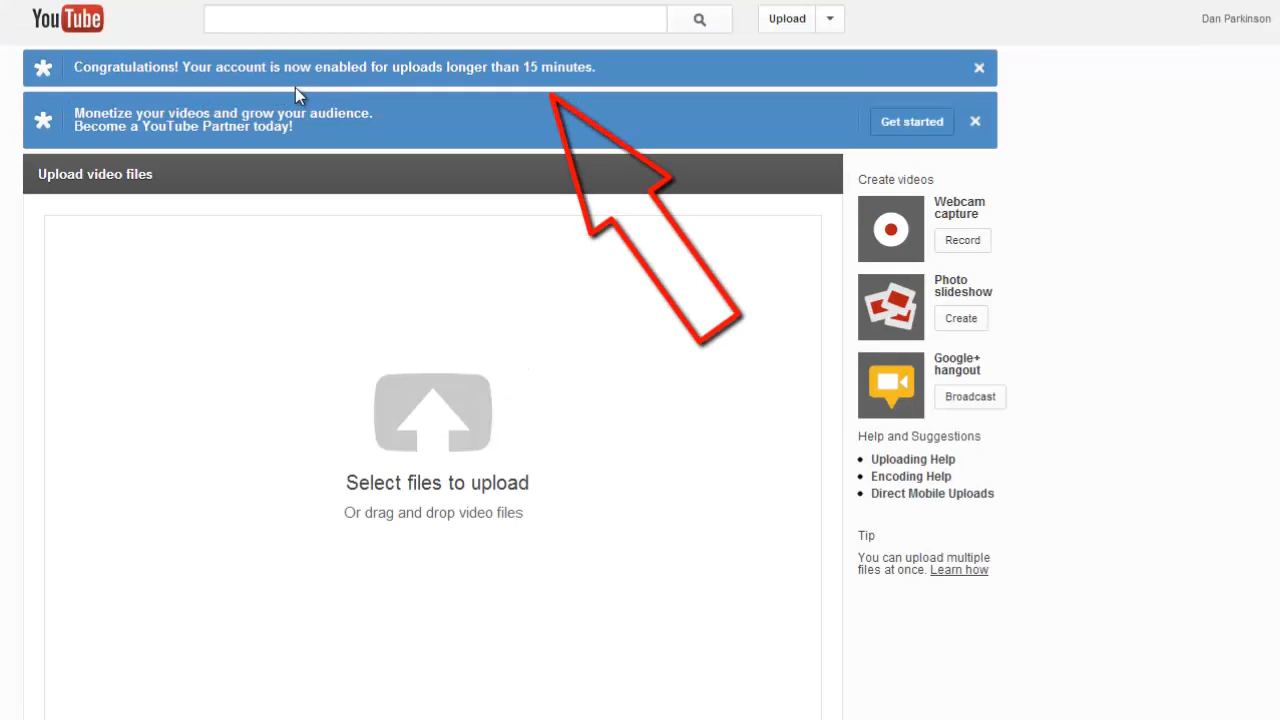 YouTube
Upload
Dan Parkinson
Congratulations! Your account is now enabled for uploads longer than 15 minutes.
Monetize your videos and grow your audience.
Become a YouTube Partner today!
Get started
Upload video files
Select files to upload
Or drag and drop video files
Create videos
Webcam
capture
Record
Photo
slideshow
Create
Google+
hangout
Broadcast
Help and Suggestions
Uploading Help
Encoding Help
Direct Mobile Uploads
Tip
You can upload multiple
files at once. Learn how